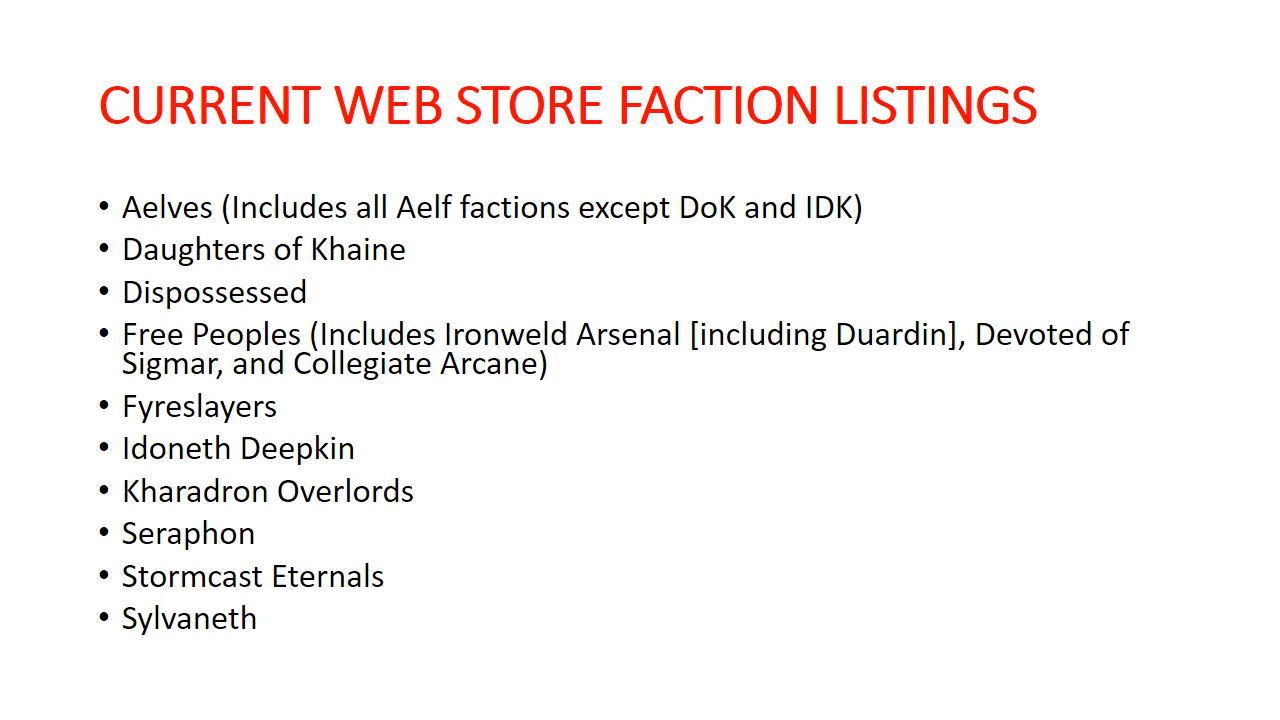 CURRENT WEB STORE FACTION LISTINGS
• Aelves (Includes all Aelf factions except DoK and IDK)
• Daughters of Khaine
• Dispossessed
• Free Peoples (Includes Ironweld Arsenal [including Duardin], Devoted of
Sigmar, and Collegiate Arcane)
• Fyreslayers
• Idoneth Deepkin
• Kharadron Overlords
• Seraphon
• Stormcast Eternals
• Sylvaneth